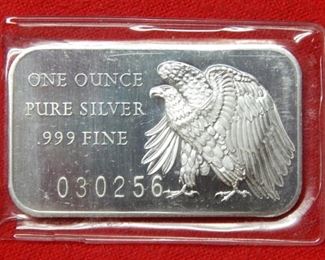 ONE OUNCE
PURE SILVER
.999 FINE
030256